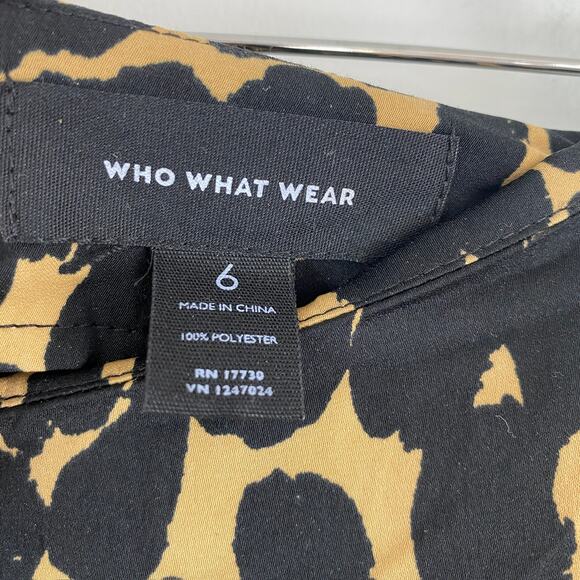 WHO WHAT WEAR
6
MADE IN CHINA
100% POLYESTER
RN 17730
VN 1247024